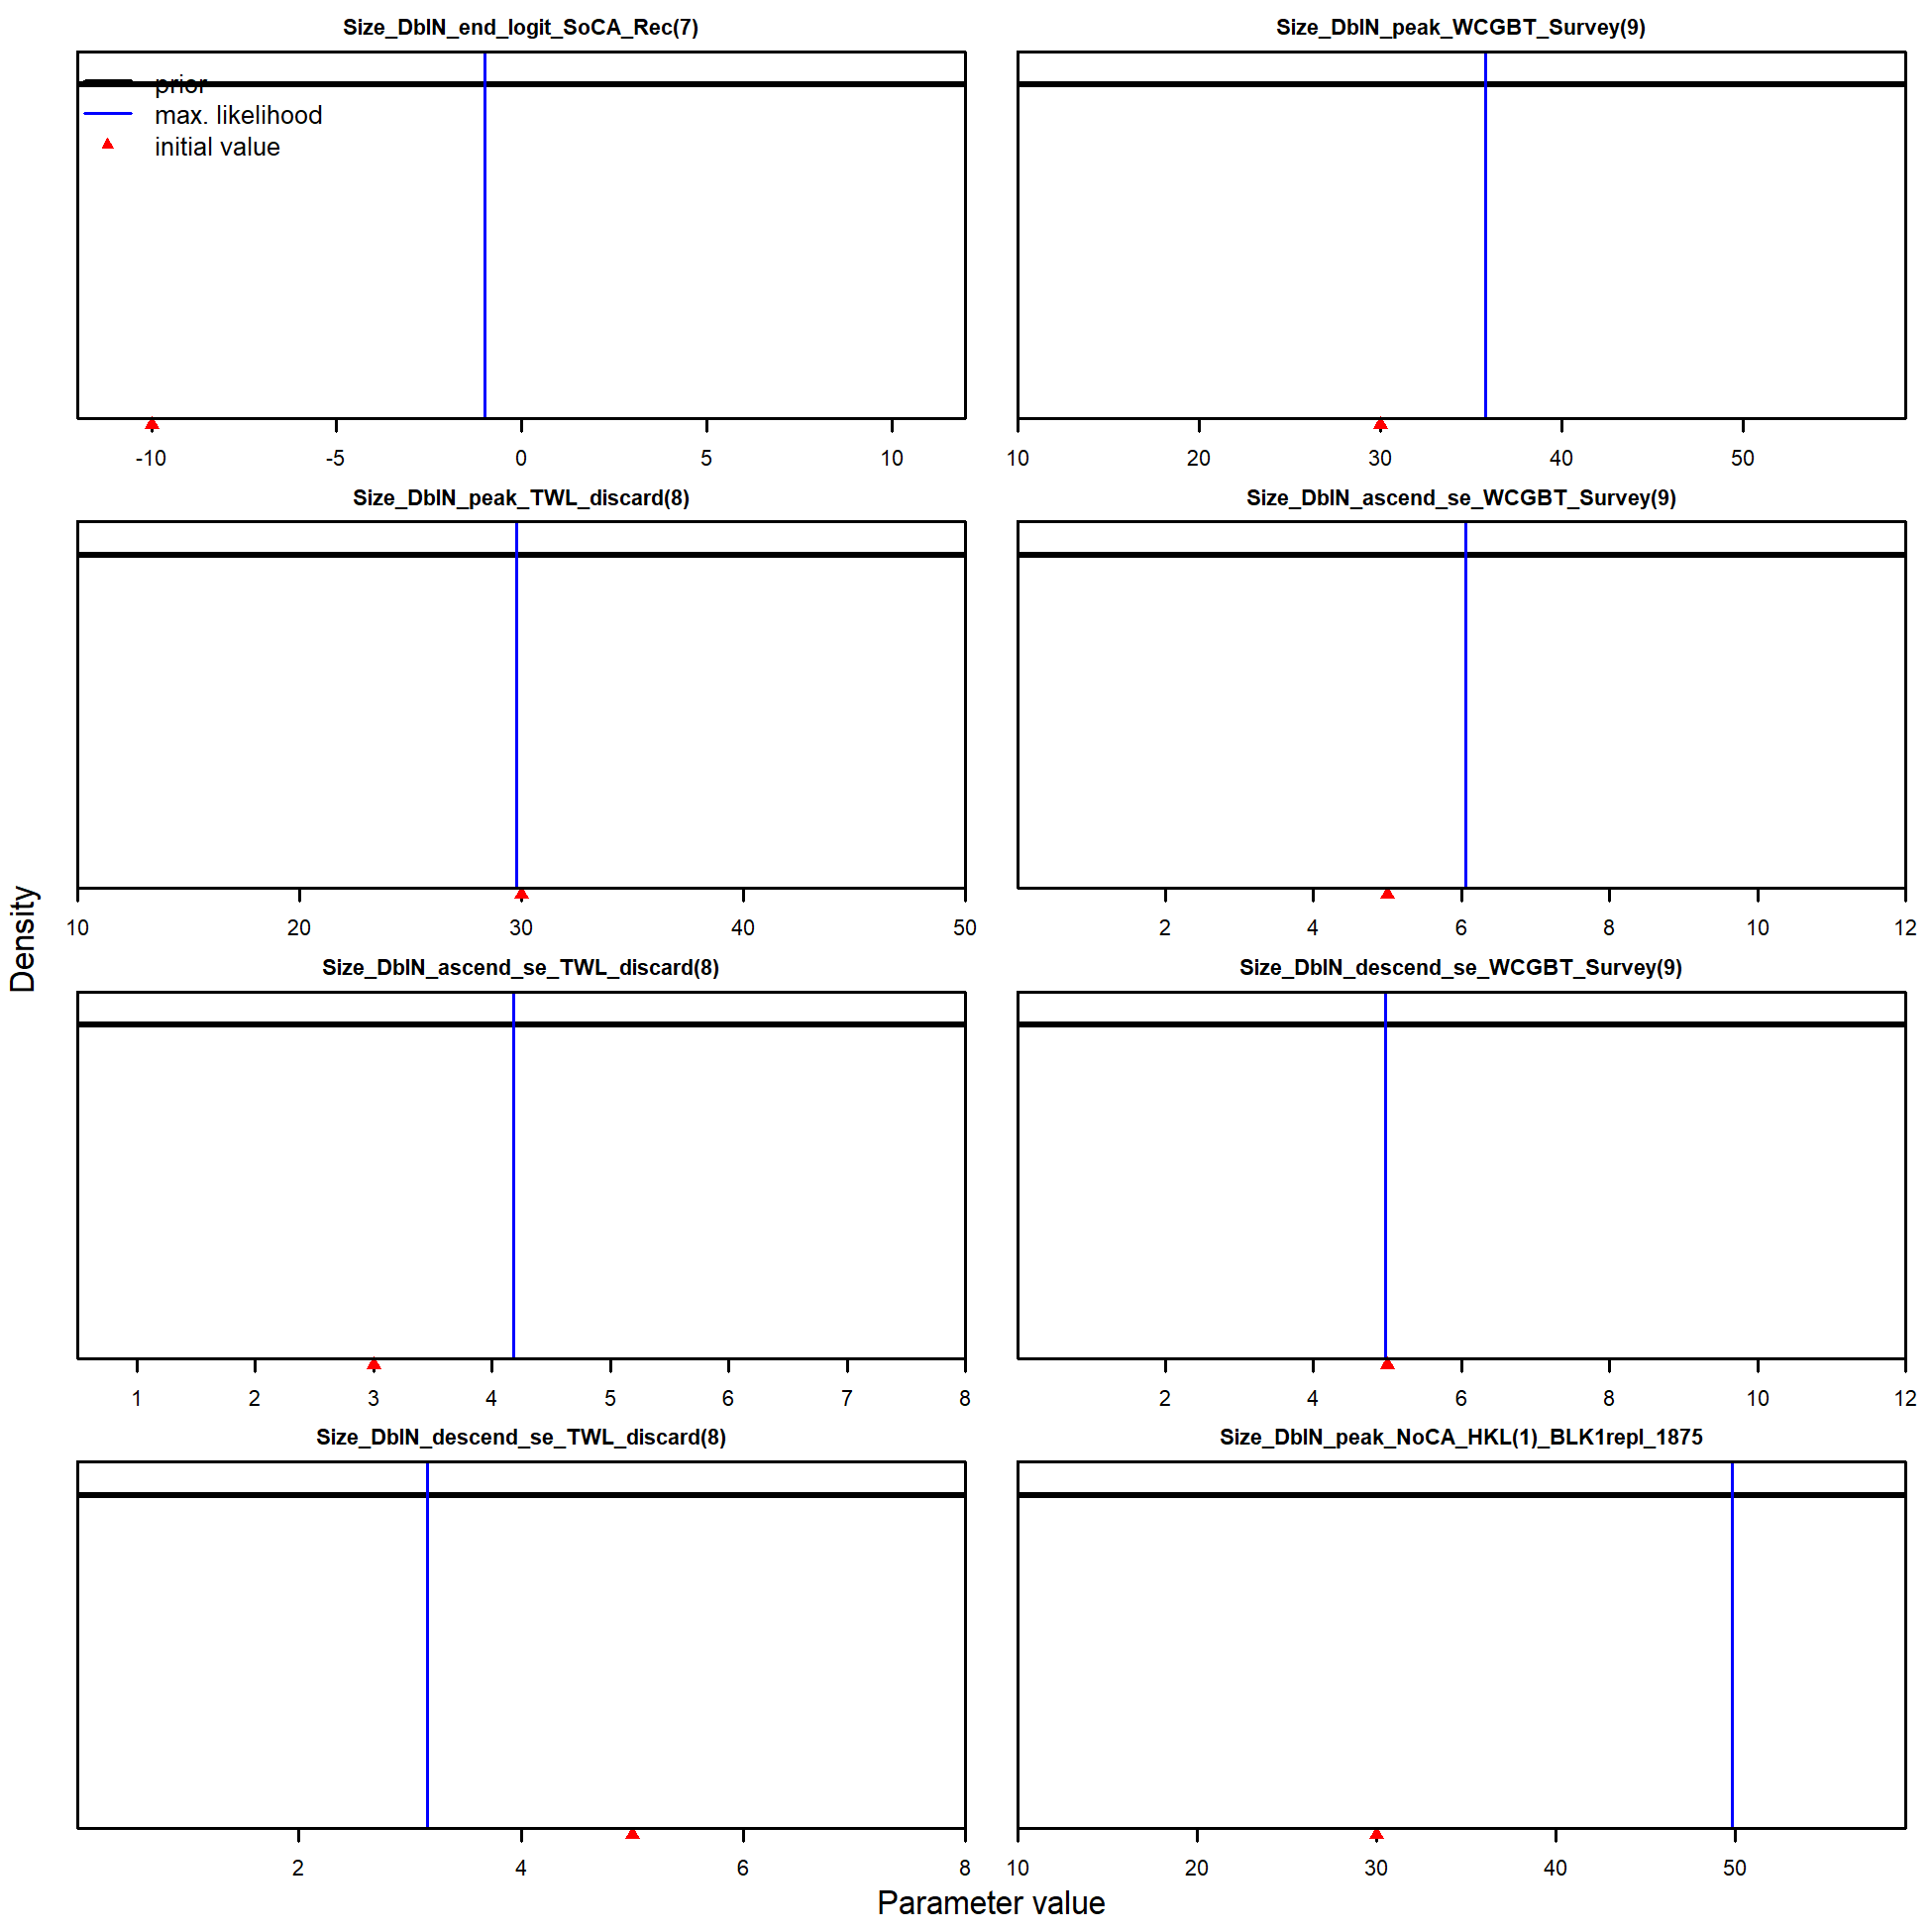 Size_DblN_end_logit_SoCA_Rec(7)
prior
max. likelihood
initial value
-10 -5 0 5 10
Size_DblN_peak_WCGBT_Survey(9)
10 20 30 40 50
Size_DblN_peak_TWL_discard(8)
10 20 30 40 50
Size_DblN_ascend_se_WCGBT_Survey(9)
2 4 6 8 10 12
Size_DblN_ascend_se_TWL_discard(8)
1 2 3 4 5 6 7 8
Size_DblN_descend_se_WCGBT_Survey(9)
2 4 6 8 10 12
Size_DblN_descend_se_TWL_discard(8)
2 4 6 8
Size_DblN_peak_NoCA_HKL(1)_BLK1repl_1875
10 20 30 40 50
Density
Parameter value